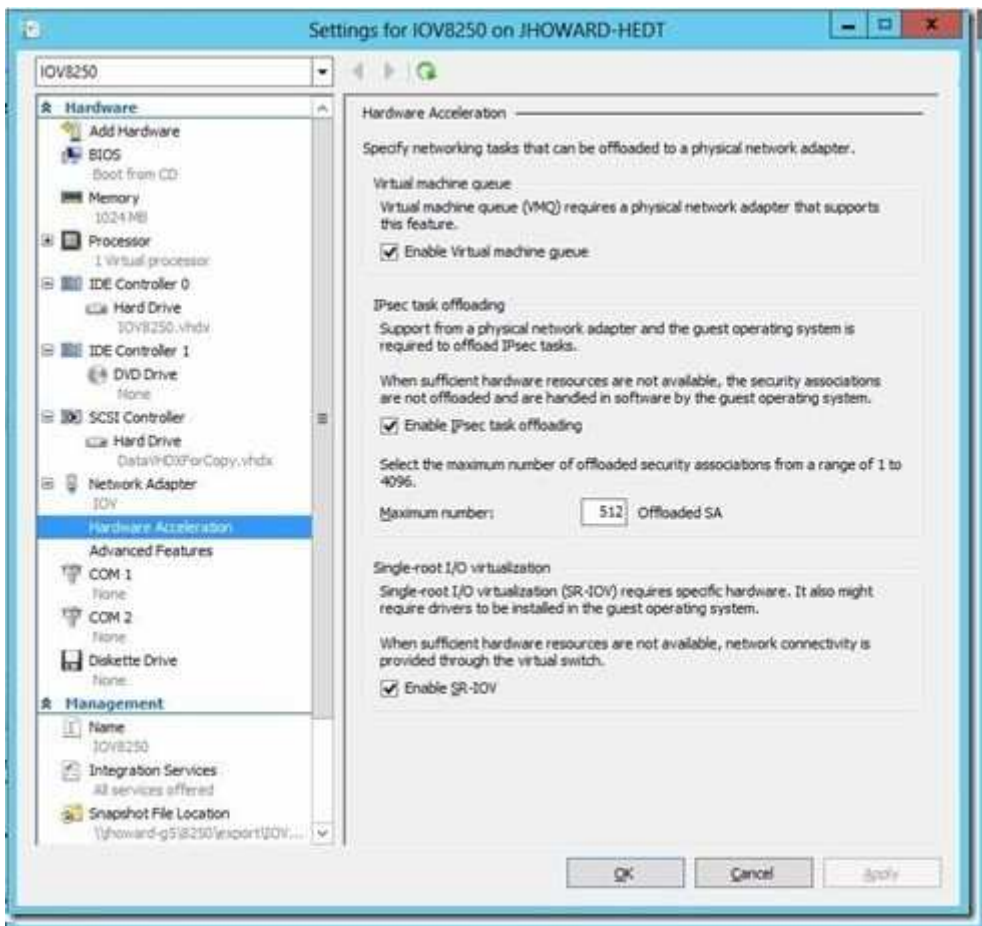 Settings for IOV8250 on JHOWARD-HEDT
IOV8250
Hardware
Add Hardware
BIOS
Boot from CD
Memory
1024 MB
Processor
1 Virtual processor
IDE Controller 0
Hard Drive
IOV8250.vhdx
IDE Controller 1
DVD Drive
None
SCSI Controller
Hard Drive
DataVHDXForCopy.vhdx
Network Adapter
IOV
Hardware Acceleration
Advanced Features
COM 1
None
COM 2
None
Diskette Drive
None
Management
Name
IOV8250
Integration Services
All services offered
Snapshot File Location
\\jhoward-g5\8250\export\IOV...
Hardware Acceleration
Specify networking tasks that can be offloaded to a physical network adapter.
Virtual machine queue
Virtual machine queue (VMQ) requires a physical network adapter that supports
this feature.
Enable Virtual machine queue
IPsec task offloading
Support from a physical network adapter and the guest operating system is
required to offload IPsec tasks.
When sufficient hardware resources are not available, the security associations
are not offloaded and are handled in software by the guest operating system.
Enable IPsec task offloading
Select the maximum number of offloaded security associations from a range of 1 to
4096.
Maximum number: 512 Offloaded SA
Single-root I/O virtualization
Single-root I/O virtualization (SR-IOV) requires specific hardware. It also might
require drivers to be installed in the guest operating system.
When sufficient hardware resources are not available, network connectivity is
provided through the virtual switch.
Enable SR-IOV
OK Cancel Apply